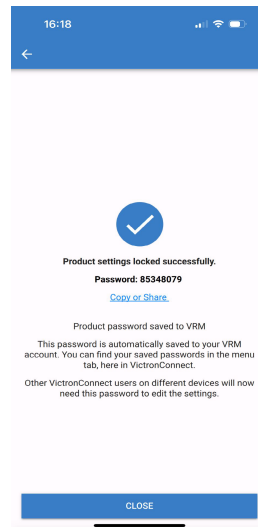 16:18
Product settings locked successfully.
Password: 85348079
Copy or Share
Product password saved to VRM
This password is automatically saved to your VRM
account. You can find your saved passwords in the menu
tab, here in VictronConnect.
Other VictronConnect users on different devices will now
need this password to edit the settings.
CLOSE